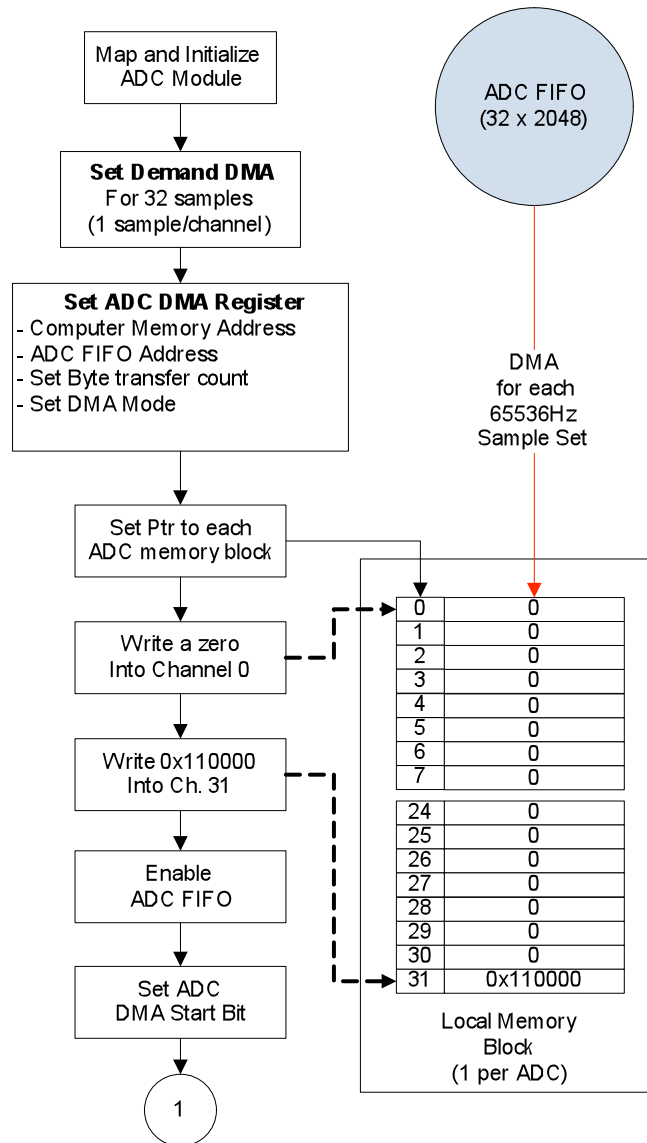 Map and Initialize
ADC Module
Set Demand DMA
For 32 samples
(1 sample/channel)
Set ADC DMA Register
- Computer Memory Address
- ADC FIFO Address
- Set Byte transfer count
- Set DMA Mode
Set Ptr to each
ADC memory block
Write a zero
Into Channel 0
Write 0x110000
Into Ch. 31
Enable
ADC FIFO
Set ADC
DMA Start Bit
1
ADC FIFO
(32 x 2048)
DMA
for each
65536Hz
Sample Set
0 0
1 0
2 0
3 0
4 0
5 0
6 0
7 0
24 0
25 0
26 0
27 0
28 0
29 0
30 0
31 0x110000
Local Memory
Block
(1 per ADC)